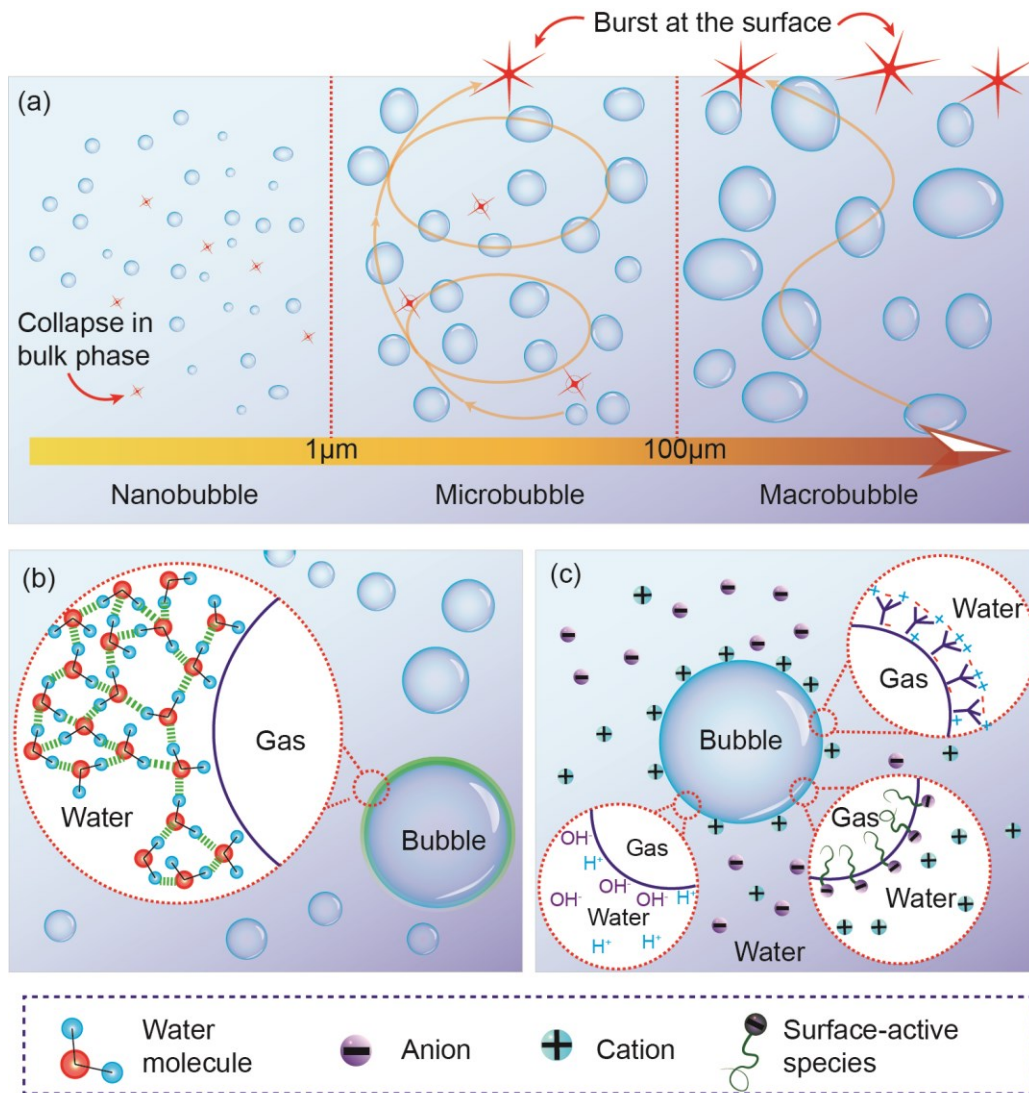 Burst at the surface
(a)
Collapse in
bulk phase
1μm
100μm
Nanobubble
Microbubble
Macrobubble
(b)
Gas
Water
Bubble
(c)
Water
Gas
Bubble
Gas
Water
OH⁻
H⁺
OH⁻
OH⁻
OH⁻
H⁺
Water
H⁺
H⁺
Gas
Water
Water
molecule
Anion
Cation
Surface-active
species